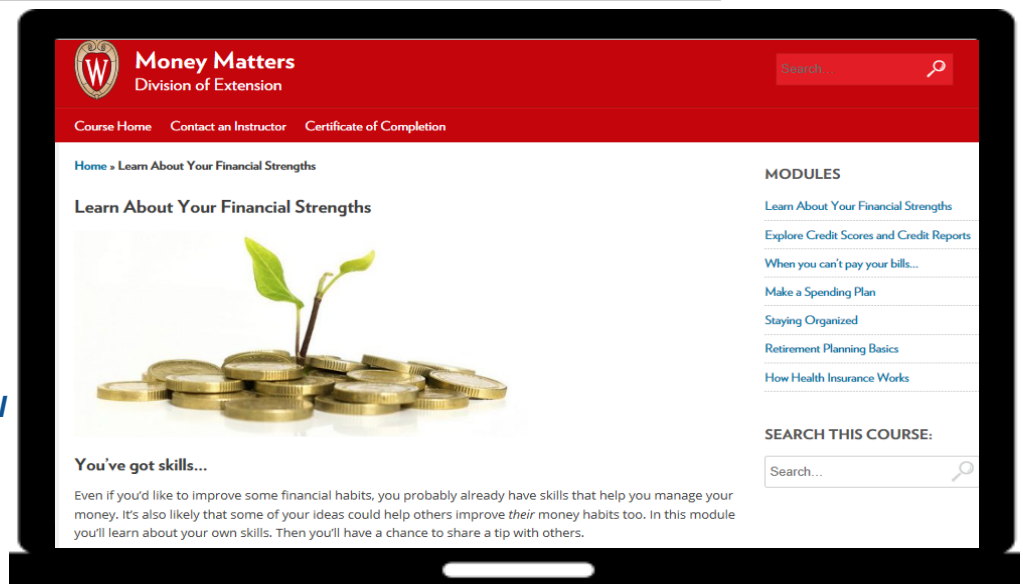 W
Money Matters
Division of Extension
Search...
Course Home Contact an Instructor Certificate of Completion
Home » Learn About Your Financial Strengths
Learn About Your Financial Strengths
You've got skills...
Even if you'd like to improve some financial habits, you probably already have skills that help you manage your
money. It's also likely that some of your ideas could help others improve their money habits too. In this module
you'll learn about your own skills. Then you'll have a chance to share a tip with others.
MODULES
Learn About Your Financial Strengths
Explore Credit Scores and Credit Reports
When you can't pay your bills...
Make a Spending Plan
Staying Organized
Retirement Planning Basics
How Health Insurance Works
SEARCH THIS COURSE:
Search...